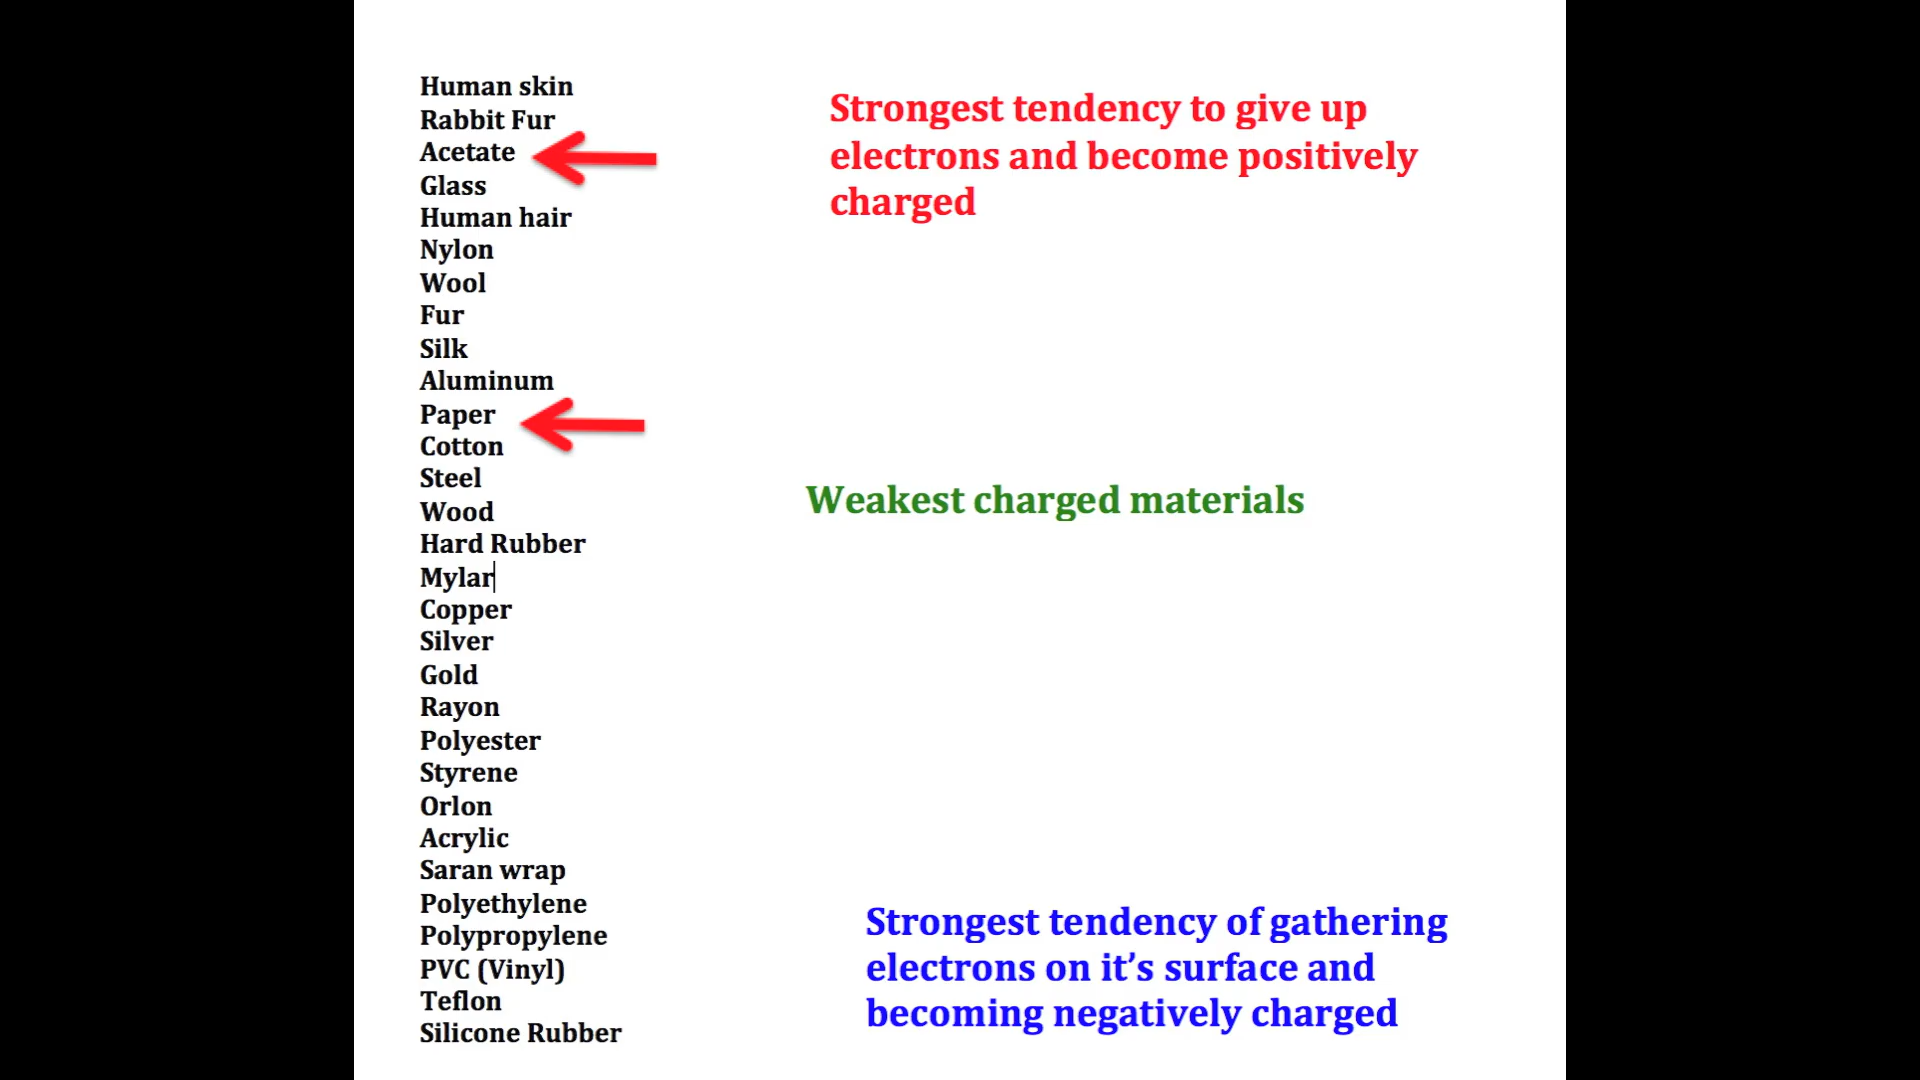 Human skin
Rabbit Fur
Acetate
Glass
Human hair
Nylon
Wool
Fur
Silk
Aluminum
Paper
Cotton
Steel
Wood
Hard Rubber
Mylar
Copper
Silver
Gold
Rayon
Polyester
Styrene
Orlon
Acrylic
Saran wrap
Polyethylene
Polypropylene
PVC (Vinyl)
Teflon
Silicone Rubber
Strongest tendency to give up
electrons and become positively
charged
Weakest charged materials
Strongest tendency of gathering
electrons on it’s surface and
becoming negatively charged